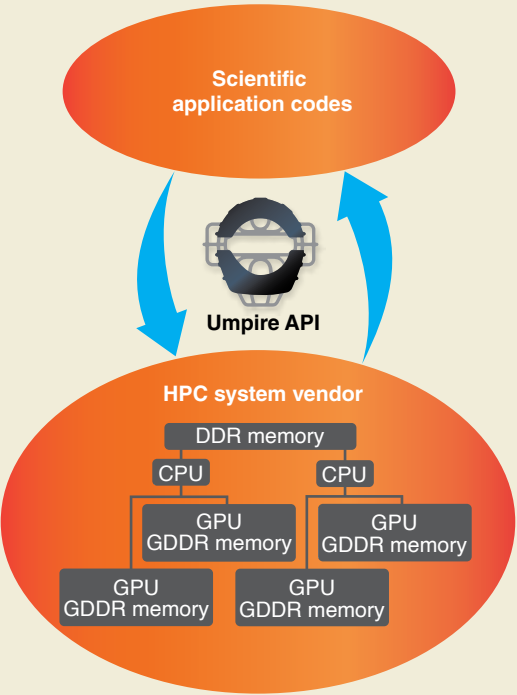 Scientific
application codes
Umpire API
HPC system vendor
DDR memory
CPU
CPU
GPU
GDDR memory
GPU
GDDR memory
GPU
GDDR memory
GPU
GDDR memory